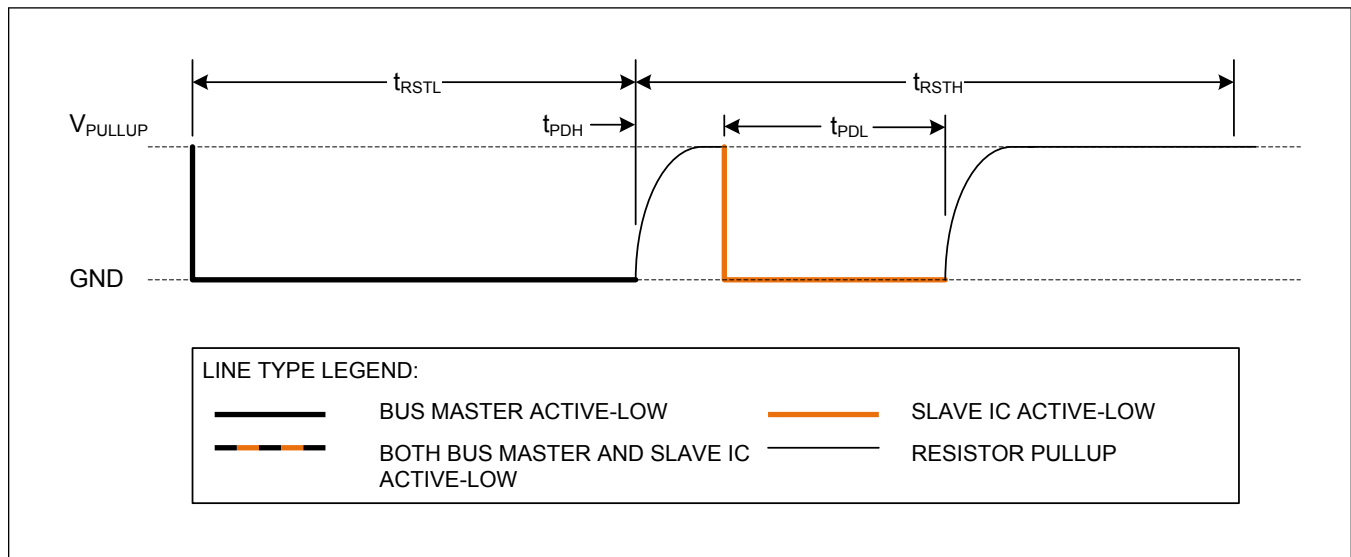 tRSTL
tRSTH
VPULLUP
tPDH
tPDL
GND
LINE TYPE LEGEND:
BUS MASTER ACTIVE-LOW
SLAVE IC ACTIVE-LOW
BOTH BUS MASTER AND SLAVE IC
ACTIVE-LOW
RESISTOR PULLUP